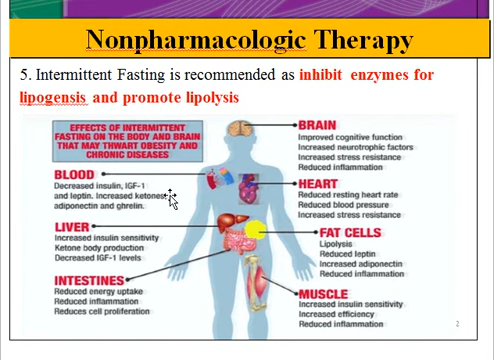 Nonpharmacologic Therapy
5. Intermittent Fasting is recommended as inhibit enzymes for
lipogensis and promote lipolysis
EFFECTS OF INTERMITTENT
FASTING ON THE BODY AND BRAIN
THAT MAY THWART OBESITY AND
CHRONIC DISEASES
BLOOD
Decreased insulin, IGF-1
and leptin. Increased ketones,
adiponectin and ghrelin.
LIVER
Increased insulin sensitivity
Ketone body production
Decreased IGF-1 levels
INTESTINES
Reduced energy uptake
Reduced inflammation
Reduces cell proliferation
BRAIN
Improved cognitive function
Increased neurotrophic factors
Increased stress resistance
Reduced inflammation
HEART
Reduced resting heart rate
Reduced blood pressure
Increased stress resistance
FAT CELLS
Lipolysis
Reduced leptin
Increased adiponectin
Reduced inflammation
MUSCLE
Increased insulin sensitivity
Increased efficiency
Reduced inflammation
2